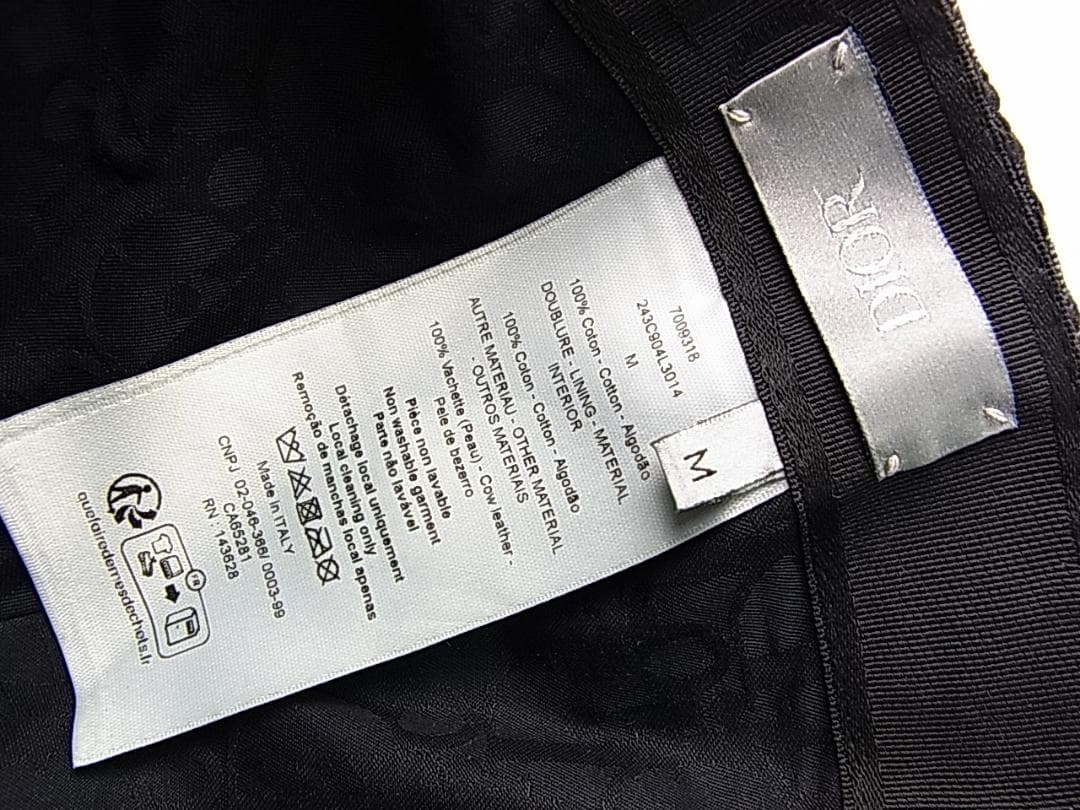 DIOR
M
7009318
243C904L3014
M
100% Coton - Cotton - Algodão
DOUBLURE - LINING - MATERIAL
INTERIOR
100% Coton - Cotton - Algodão
AUTRE MATERIAU - OTHER MATERIAL
- OUTROS MATERIAIS
100% Vachette (Peau) - Cow leather -
Pele de bezerro
Pièce non lavable
Non washable garment
Parte não lavável
Détachage local uniquement
Local cleaning only
Remoção de manchas local apenas
Made in ITALY
CNPJ 02-046-366/ 0003-99
CA65281
RN : 143628
FR
quefairedemesdechets.fr